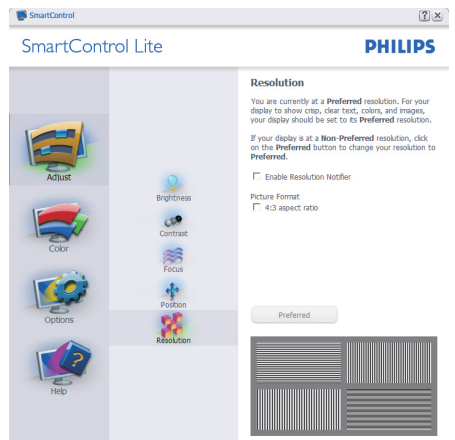 SmartControl
SmartControl Lite
PHILIPS
Adjust
Color
Options
Help
Brightness
Contrast
Focus
Position
Resolution
Resolution
You are currently at a Preferred resolution. For your
display to show crisp, clear text, colors, and images,
your display should be set to its Preferred resolution.
If your display is at a Non-Preferred resolution, click
on the Preferred button to change your resolution to
Preferred.
Enable Resolution Notifier
Picture Format
4:3 aspect ratio
Preferred